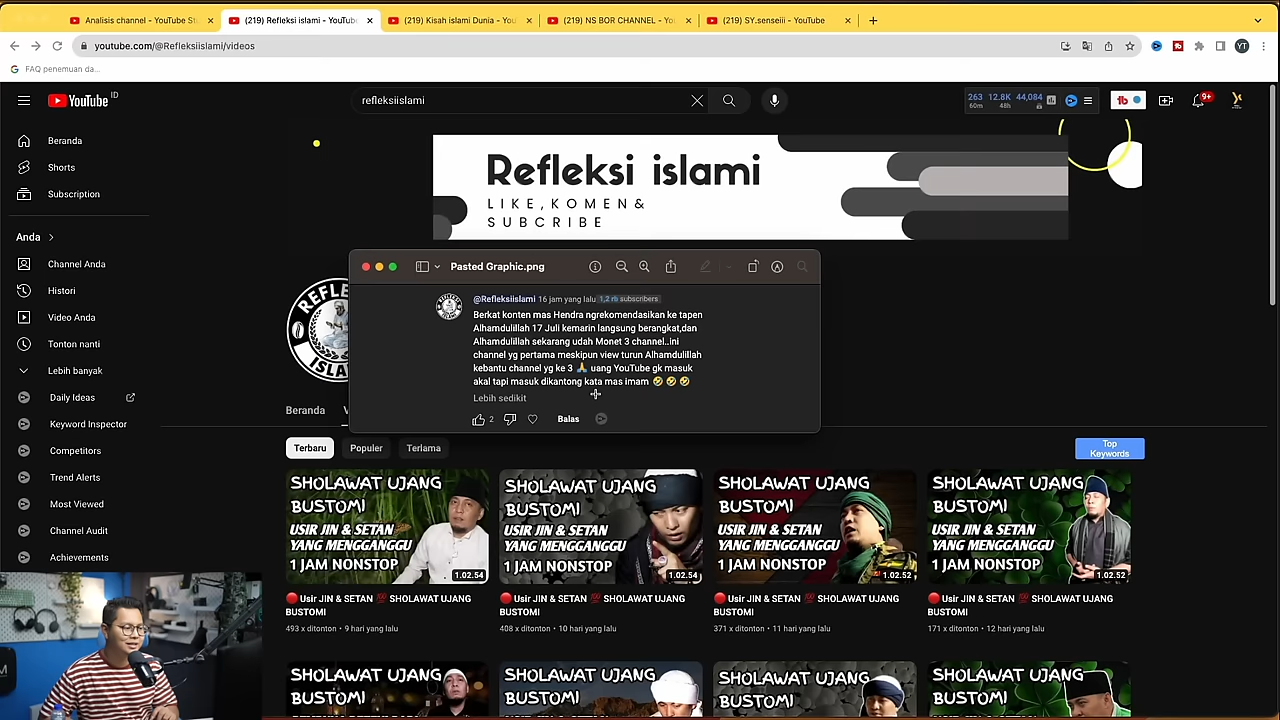 Analisis channel - YouTube St
(219) Refleksi islami - YouTube
(219) Kisah islami Dunia - You
(219) NS BOR CHANNEL - You
(219) SY.senseiii - YouTube
youtube.com/@Refleksiislami/videos
FAQ penemuan da...
YouTube ID
refleksiislami
263 12.8K 44,084
60m 48h
tb
9+
YT
Beranda
Shorts
Subscription
Anda
Channel Anda
Histori
Video Anda
Tonton nanti
Lebih banyak
Daily Ideas
Keyword Inspector
Competitors
Trend Alerts
Most Viewed
Channel Audit
Achievements
Refleksi islami
LIKE,KOMEN&
SUBCRIBE
Pasted Graphic.png
@Refleksiislami 16 jam yang lalu 1,2 rb subscribers
Berkat konten mas Hendra ngrekomendasikan ke tapen
Alhamdulillah 17 Juli kemarin langsung berangkat,dan
Alhamdulillah sekarang udah Monet 3 channel..ini
channel yg pertama meskipun view turun Alhamdulillah
kebantu channel yg ke 3 🙏 uang YouTube gk masuk
akal tapi masuk dikantong kata mas imam 🤣 🤣 🤣
Lebih sedikit
2 Balas
Beranda V
Terbaru Populer Terlama
Top
Keywords
SHOLAWAT UJANG
BUSTOMI
USIR JIN & SETAN
YANG MENGGANGGU
1 JAM NONSTOP
1.02.54
🔴Usir JIN & SETAN 💯 SHOLAWAT UJANG
BUSTOMI
493 x ditonton • 9 hari yang lalu
SHOLAWAT UJANG
BUSTOMI
USIR JIN & SETAN
YANG MENGGANGGU
1 JAM NONSTOP
1.02.54
🔴Usir JIN & SETAN 💯 SHOLAWAT UJANG
BUSTOMI
408 x ditonton • 10 hari yang lalu
SHOLAWAT UJANG
BUSTOMI
USIR JIN & SETAN
YANG MENGGANGGU
1 JAM NONSTOP
1.02.52
🔴Usir JIN & SETAN 💯 SHOLAWAT UJANG
BUSTOMI
371 x ditonton • 11 hari yang lalu
SHOLAWAT UJANG
BUSTOMI
USIR JIN & SETAN
YANG MENGGANGGU
1 JAM NONSTOP
1.02.52
🔴Usir JIN & SETAN 💯 SHOLAWAT UJANG
BUSTOMI
171 x ditonton • 12 hari yang lalu
SHOLAWAT UJANG
BUSTOMI
SHOLAWAT UJANG
BUSTOMI
SHOLAWAT UJANG
BUSTOMI
SHOLAWAT UJANG
BUSTOMI